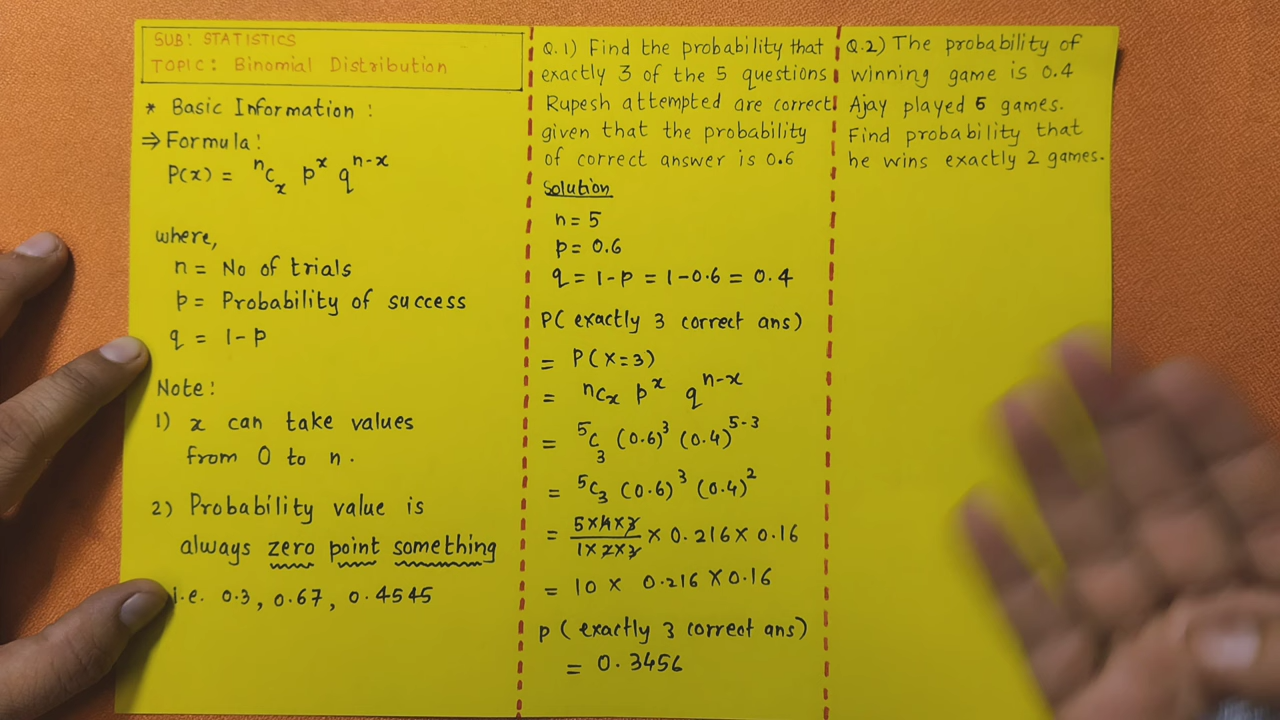 SUB: STATISTICS
TOPIC: Binomial Distribution
* Basic Information :
⇒ Formula:
P(x) = ⁿCₓ pˣ qⁿ⁻ˣ
where,
n = No of trials
p = Probability of success
q = 1-p
Note:
1) x can take values
from 0 to n.
2) Probability value is
always zero point something
i.e. 0.3, 0.67, 0.4545
Q.1) Find the probability that
exactly 3 of the 5 questions
Rupesh attempted are correct
given that the probability
of correct answer is 0.6
Solution
n = 5
p = 0.6
q = 1-p = 1-0.6 = 0.4
P( exactly 3 correct ans)
= P(X=3)
= ⁿCₓ pˣ qⁿ⁻ˣ
= ⁵C₃ (0.6)³ (0.4)⁵⁻³
= ⁵C₃ (0.6)³ (0.4)²
= 5×4×3
1×2×3 × 0.216 × 0.16
= 10 × 0.216 × 0.16
p ( exactly 3 correct ans)
= 0.3456
Q.2) The probability of
winning game is 0.4
Ajay played 6 games.
Find probability that
he wins exactly 2 games.